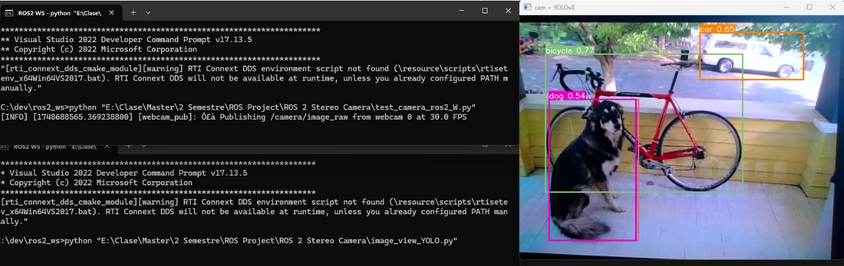 ROS2 WS - python "E:\Clase\
*********************************************************************
** Visual Studio 2022 Developer Command Prompt v17.13.5
** Copyright (c) 2022 Microsoft Corporation
*********************************************************************
"[rti_connext_dds_cmake_module][warning] RTI Connext DDS environment script not found (\resource\scripts\rtiset
env_x64Win64VS2017.bat). RTI Connext DDS will not be available at runtime, unless you already configured PATH m
anually."
C:\dev\ros2_ws>python "E:\Clase\Master\2 Semestre\ROS Project\ROS 2 Stereo Camera\test_camera_ros2_W.py"
[INFO] [1748688565.369238800] [webcam_pub]: Öéà Publishing /camera/image_raw from webcam 0 at 30.0 FPS
ROS2 WS - python "E:\Clase\
********************************************************************
* Visual Studio 2022 Developer Command Prompt v17.13.5
* Copyright (c) 2022 Microsoft Corporation
********************************************************************
[rti_connext_dds_cmake_module][warning] RTI Connext DDS environment script not found (\resource\scripts\rtisete
v_x64Win64VS2017.bat). RTI Connext DDS will not be available at runtime, unless you already configured PATH man
ally."
:\dev\ros2_ws>python "E:\Clase\Master\2 Semestre\ROS Project\ROS 2 Stereo Camera\image_view_YOLO.py"
cam + YOLOv8
car 0.65
bicycle 0.77
dog 0.54